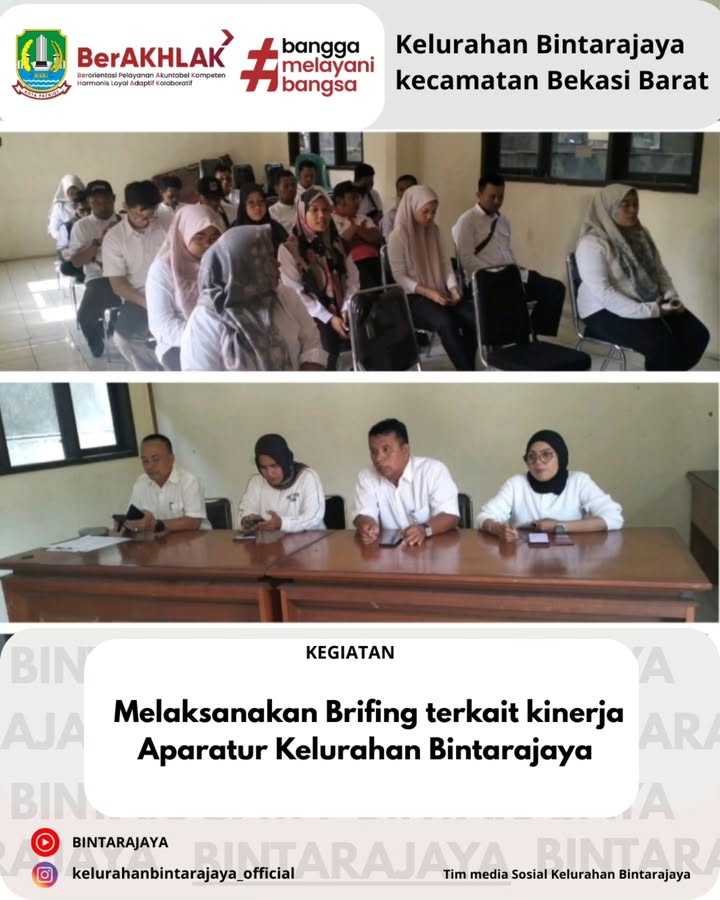 BerAKHLAK
Berorientasi Pelayanan Akuntabel Kompeten
Harmonis Loyal Adaptif Kolaboratif
#bangga
melayani
bangsa
Kelurahan Bintarajaya
kecamatan Bekasi Barat
KEGIATAN
Melaksanakan Brifing terkait kinerja
Aparatur Kelurahan Bintarajaya
BINTARAJAYA
kelurahanbintarajaya_official
Tim media Sosial Kelurahan Bintarajaya
BINTARAJAYA